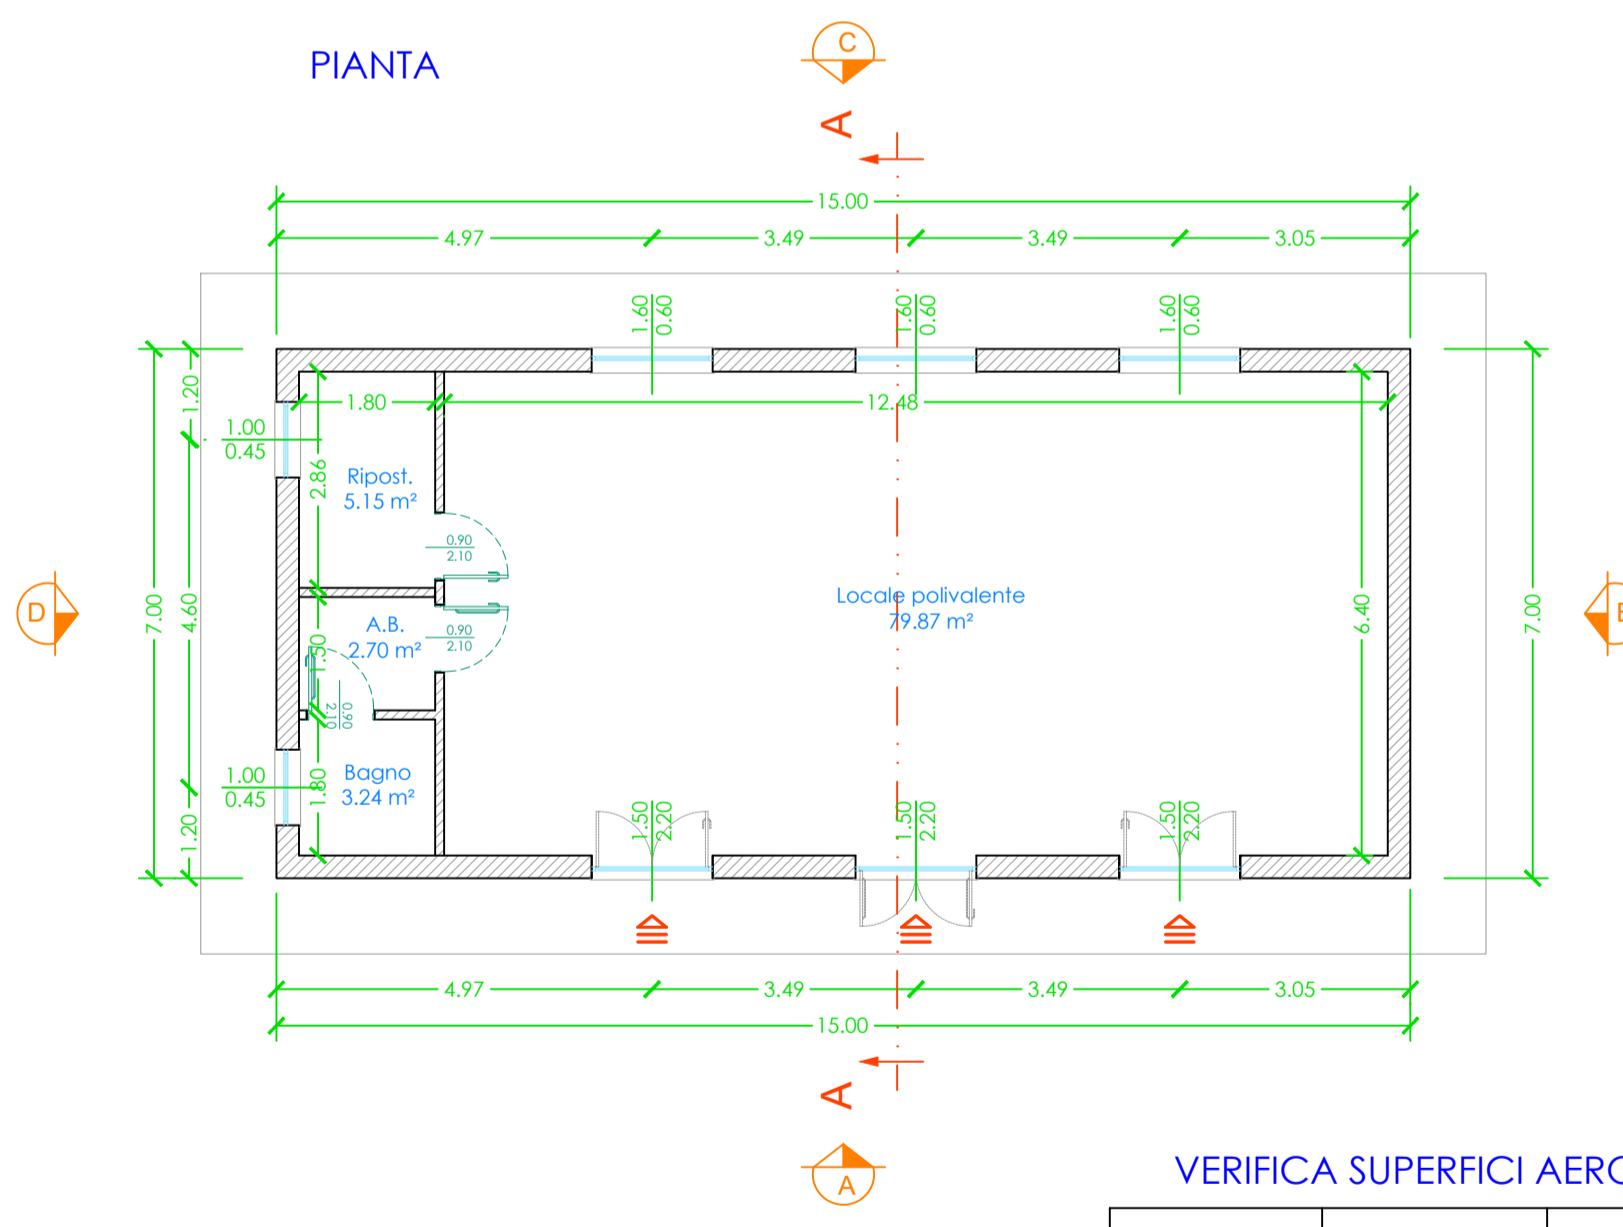 C
PIANTA
A
15.00
4.97 3.49 3.49 3.05
1.60 0.60 1.60 0.60 1.60 0.60
1.20
1.80 12.48
1.00
0.45
2.86
Ripost.
5.15 m²
0.90
2.10
D
7.00
4.60
Locale polivalente
79.87 m²
6.40
7.00
A.B.
2.70 m²
1.50
0.90
2.10
0.90
2.10
Bagno
3.24 m²
1.00
0.45
1.80
1.20
1.50 2.20 1.50 2.20 1.50 2.20
4.97 3.49 3.49 3.05
15.00
A
A
VERIFICA SUPERFICI